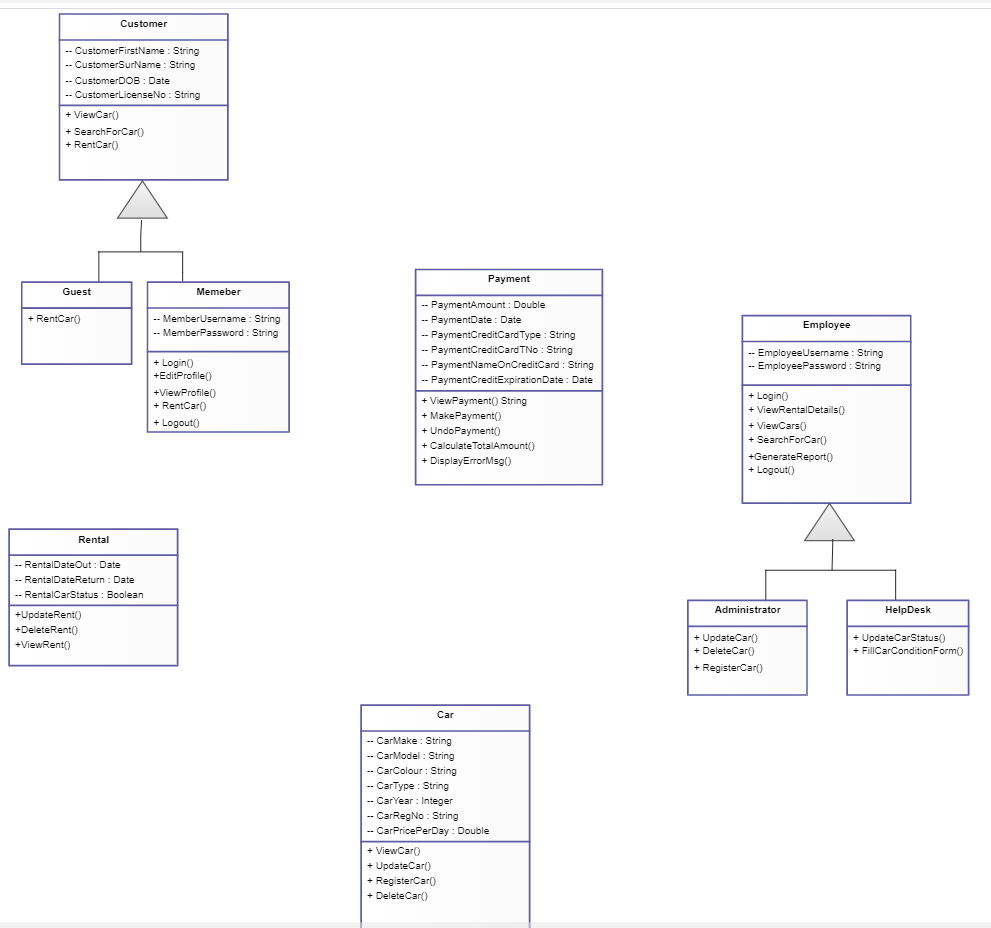 Customer
-- CustomerFirstName : String
-- CustomerSurName : String
-- CustomerDOB : Date
-- CustomerLicenseNo : String
+ ViewCar()
+ SearchForCar()
+ RentCar()
Guest
+ RentCar()
Memeber
-- MemberUsername : String
-- MemberPassword : String
+ Login()
+EditProfile()
+ViewProfile()
+ RentCar()
+ Logout()
Payment
-- PaymentAmount : Double
-- PaymentDate : Date
-- PaymentCreditCardType : String
-- PaymentCreditCardTNo : String
-- PaymentNameOnCreditCard : String
-- PaymentCreditExpirationDate : Date
+ ViewPayment() String
+ MakePayment()
+ UndoPayment()
+ CalculateTotalAmount()
+ DisplayErrorMsg()
Employee
-- EmployeeUsername : String
-- EmployeePassword : String
+ Login()
+ ViewRentalDetails()
+ ViewCars()
+ SearchForCar()
+GenerateReport()
+ Logout()
Rental
-- RentalDateOut : Date
-- RentalDateReturn : Date
-- RentalCarStatus : Boolean
+UpdateRent()
+DeleteRent()
+ViewRent()
Administrator
+ UpdateCar()
+ DeleteCar()
+ RegisterCar()
HelpDesk
+ UpdateCarStatus()
+ FillCarConditionForm()
Car
-- CarMake : String
-- CarModel : String
-- CarColour : String
-- CarType : String
-- CarYear : Integer
-- CarRegNo : String
-- CarPricePerDay : Double
+ ViewCar()
+ UpdateCar()
+ RegisterCar()
+ DeleteCar()